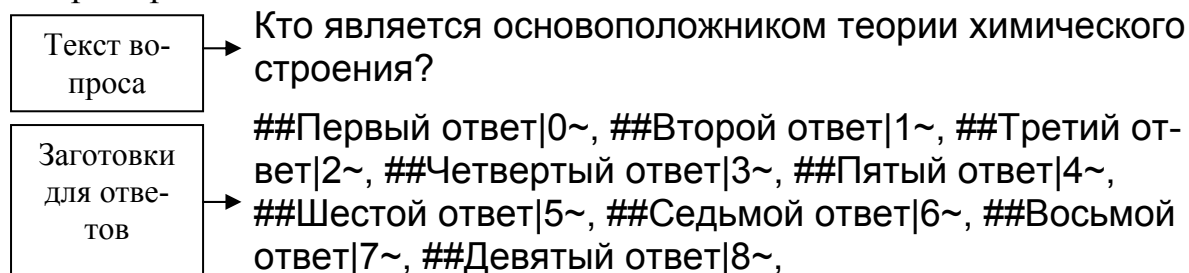 Текст во-
проса
Кто является основоположником теории химического
строения?
Заготовки
для отве-
тов
##Первый ответ|0~, ##Второй ответ|1~, ##Третий от-
вет|2~, ##Четвертый ответ|3~, ##Пятый ответ|4~,
##Шестой ответ|5~, ##Седьмой ответ|6~, ##Восьмой
ответ|7~, ##Девятый ответ|8~,